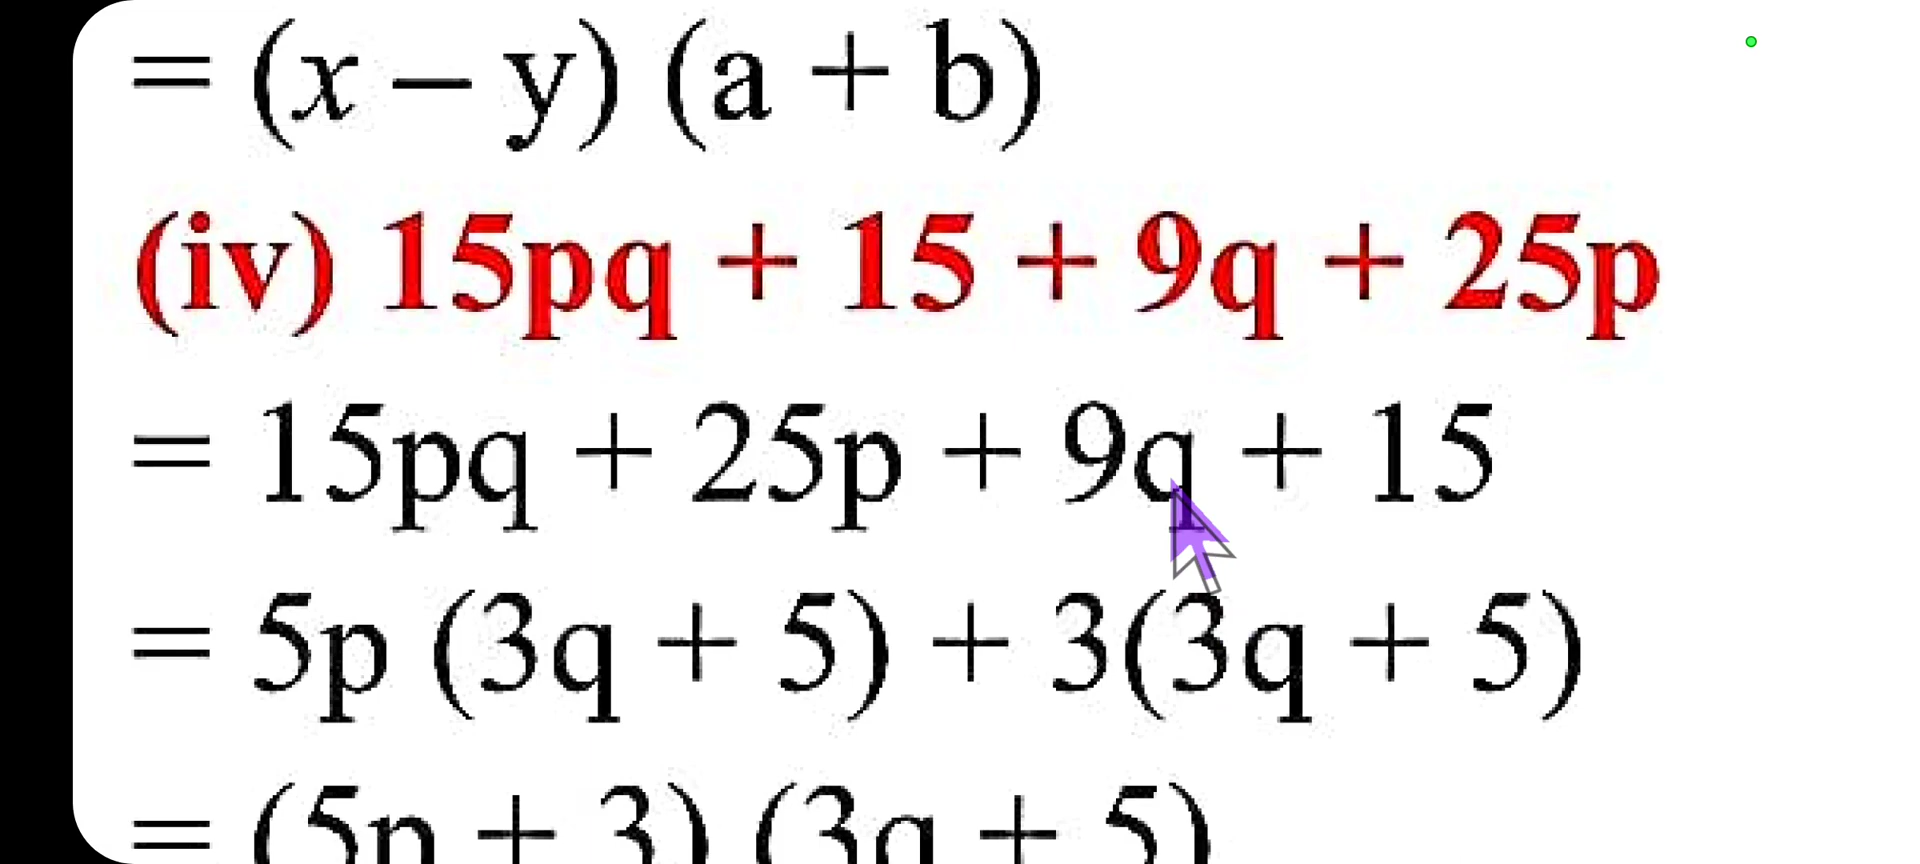 = (x – y) (a + b)
(iv) 15pq + 15 + 9q + 25p
= 15pq + 25p + 9q + 15
= 5p (3q + 5) + 3(3q + 5)
= (5p + 3) (3q + 5)